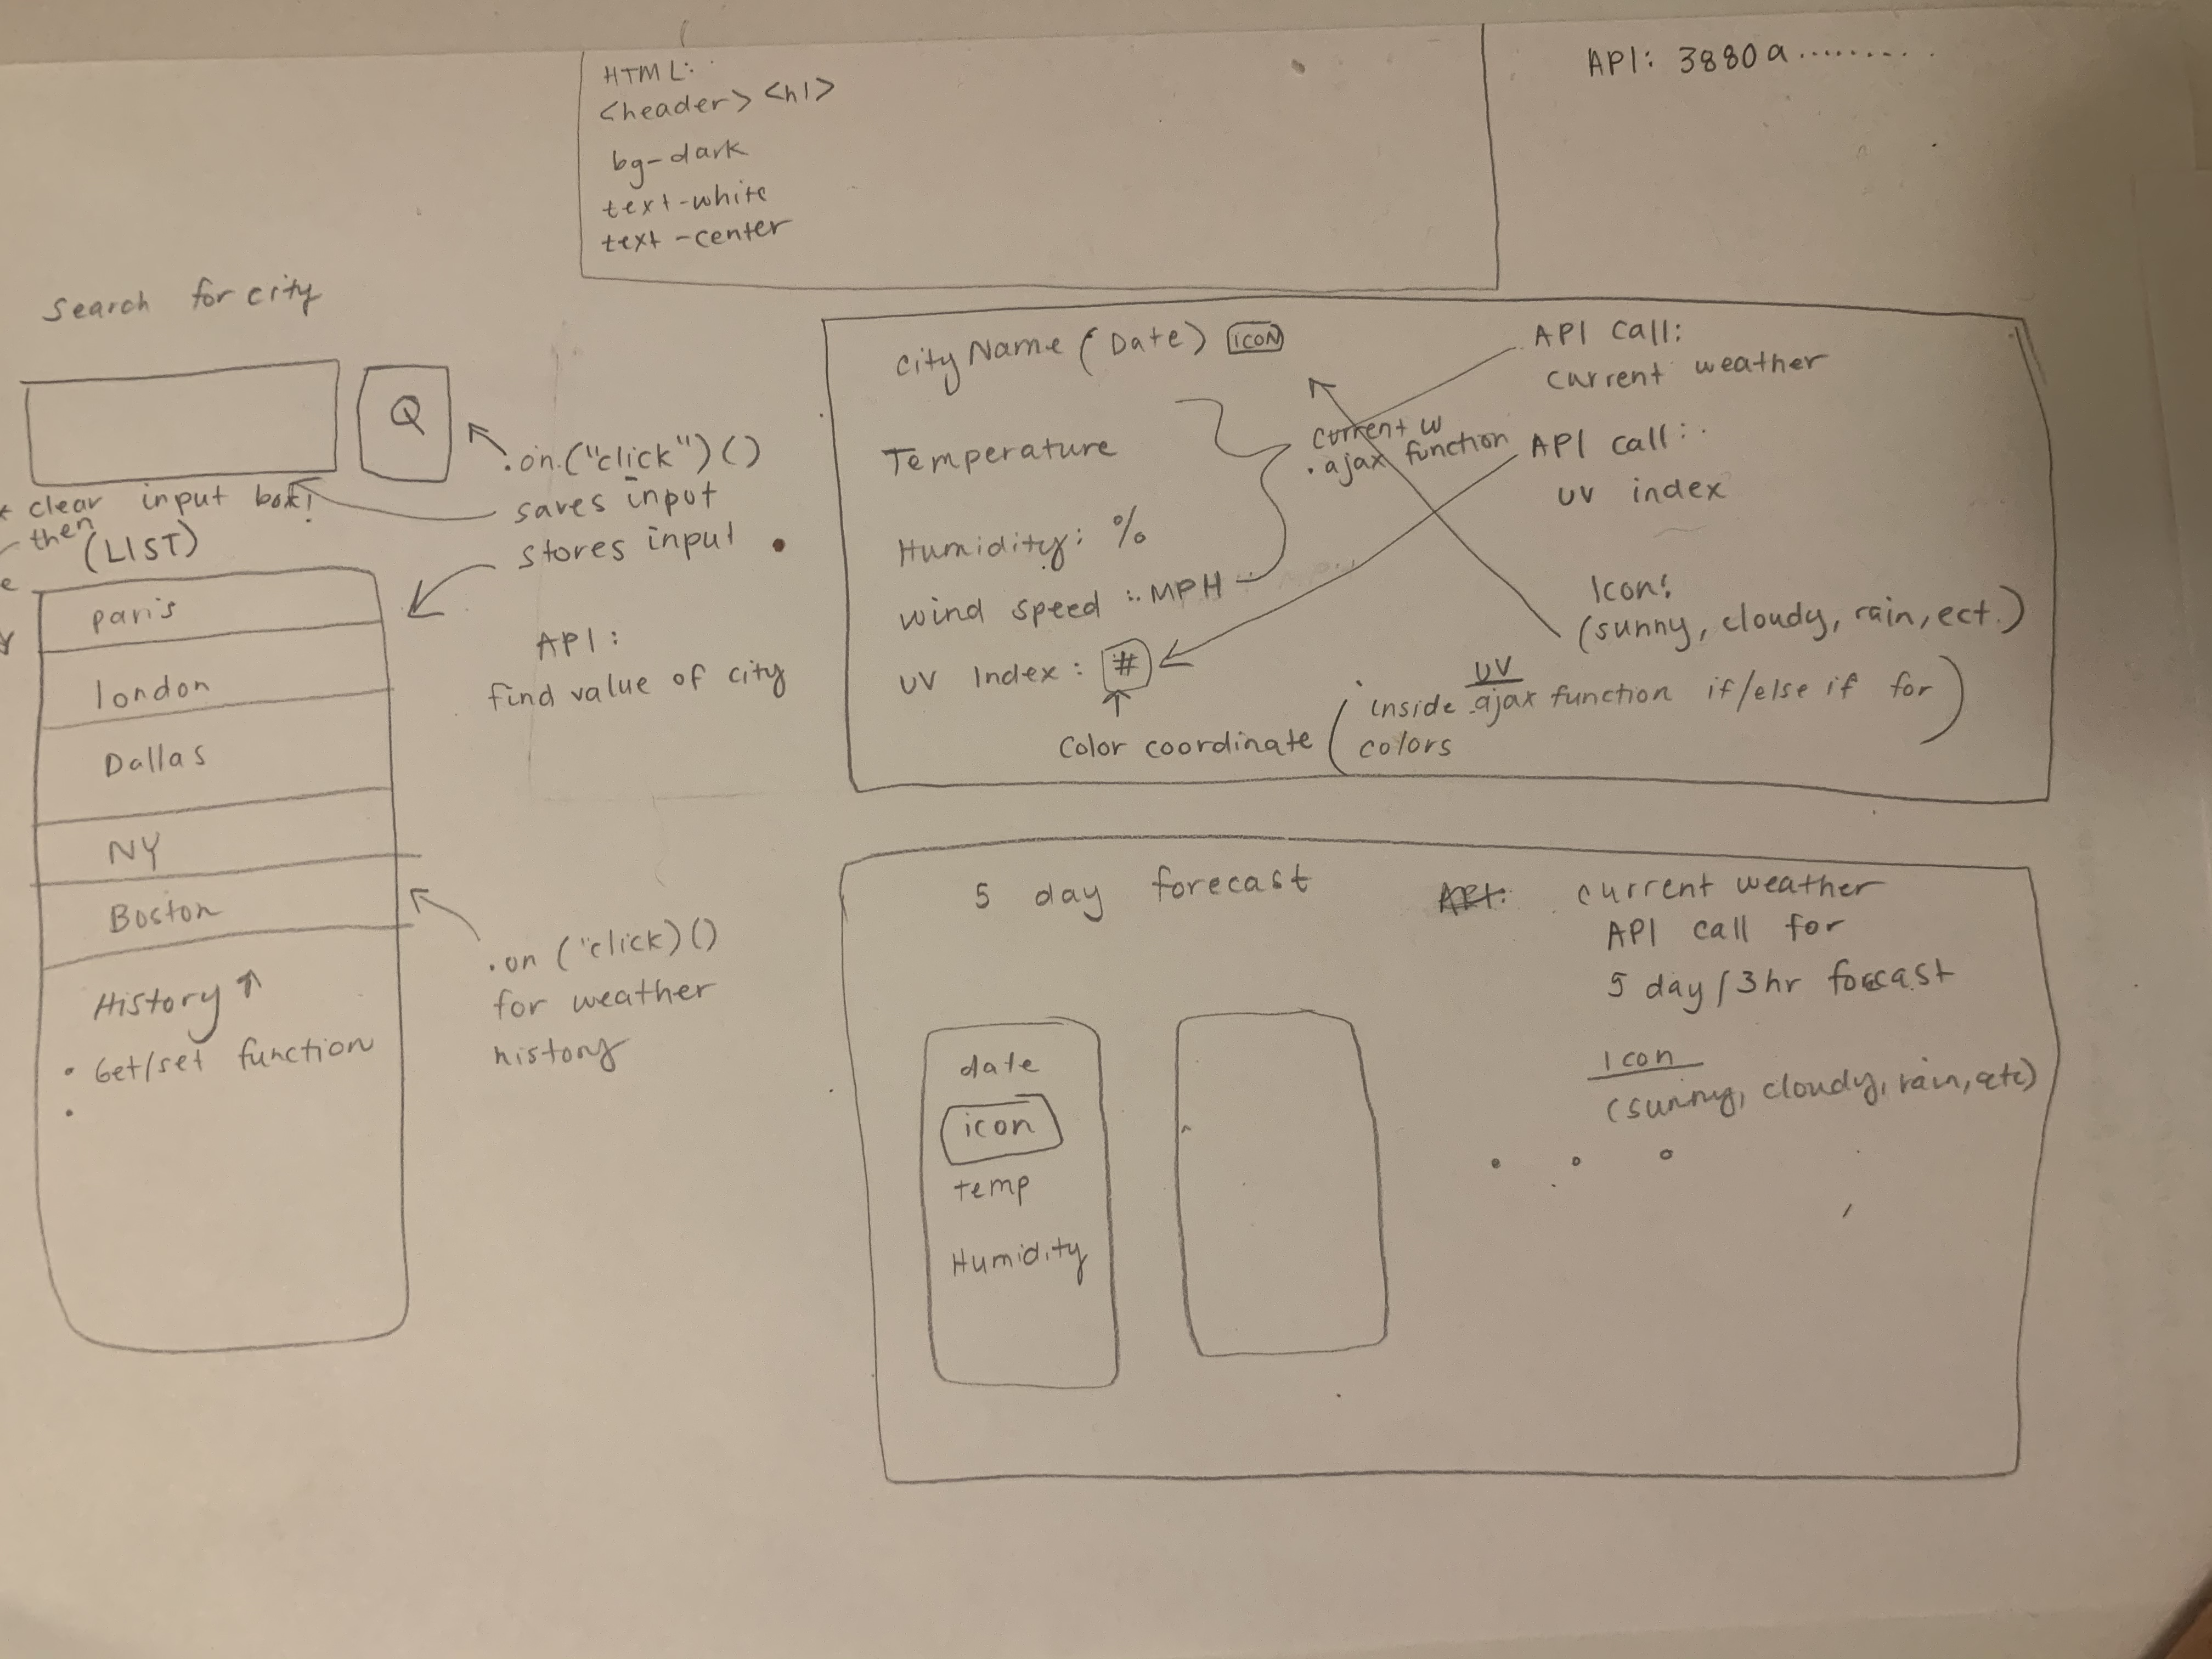 HTML:
<header> <h1>
bg-dark
text-white
text-center
API: 3880a........
Search for city
Q
* clear input box!
then
(LIST)
paris
london
Dallas
NY
Boston
History ↑
• Get/set function
•
.on.("click")()
saves input
stores input •
API:
find value of city
.on("click)()
for weather
history
cityName (Date) ICON
Temperature
Humidity: %
wind speed: MPH
UV Index: #
color coordinate
current w
.ajax function
API call:
current weather
API call:
UV index
Icon!
(sunny, cloudy, rain, ect.)
UV
(inside .ajax function if/else if for
colors)
5 day forecast
API: current weather
API call for
5 day/3hr forecast
Icon
(sunny, cloudy, rain, ect)
date
icon
temp
Humidity